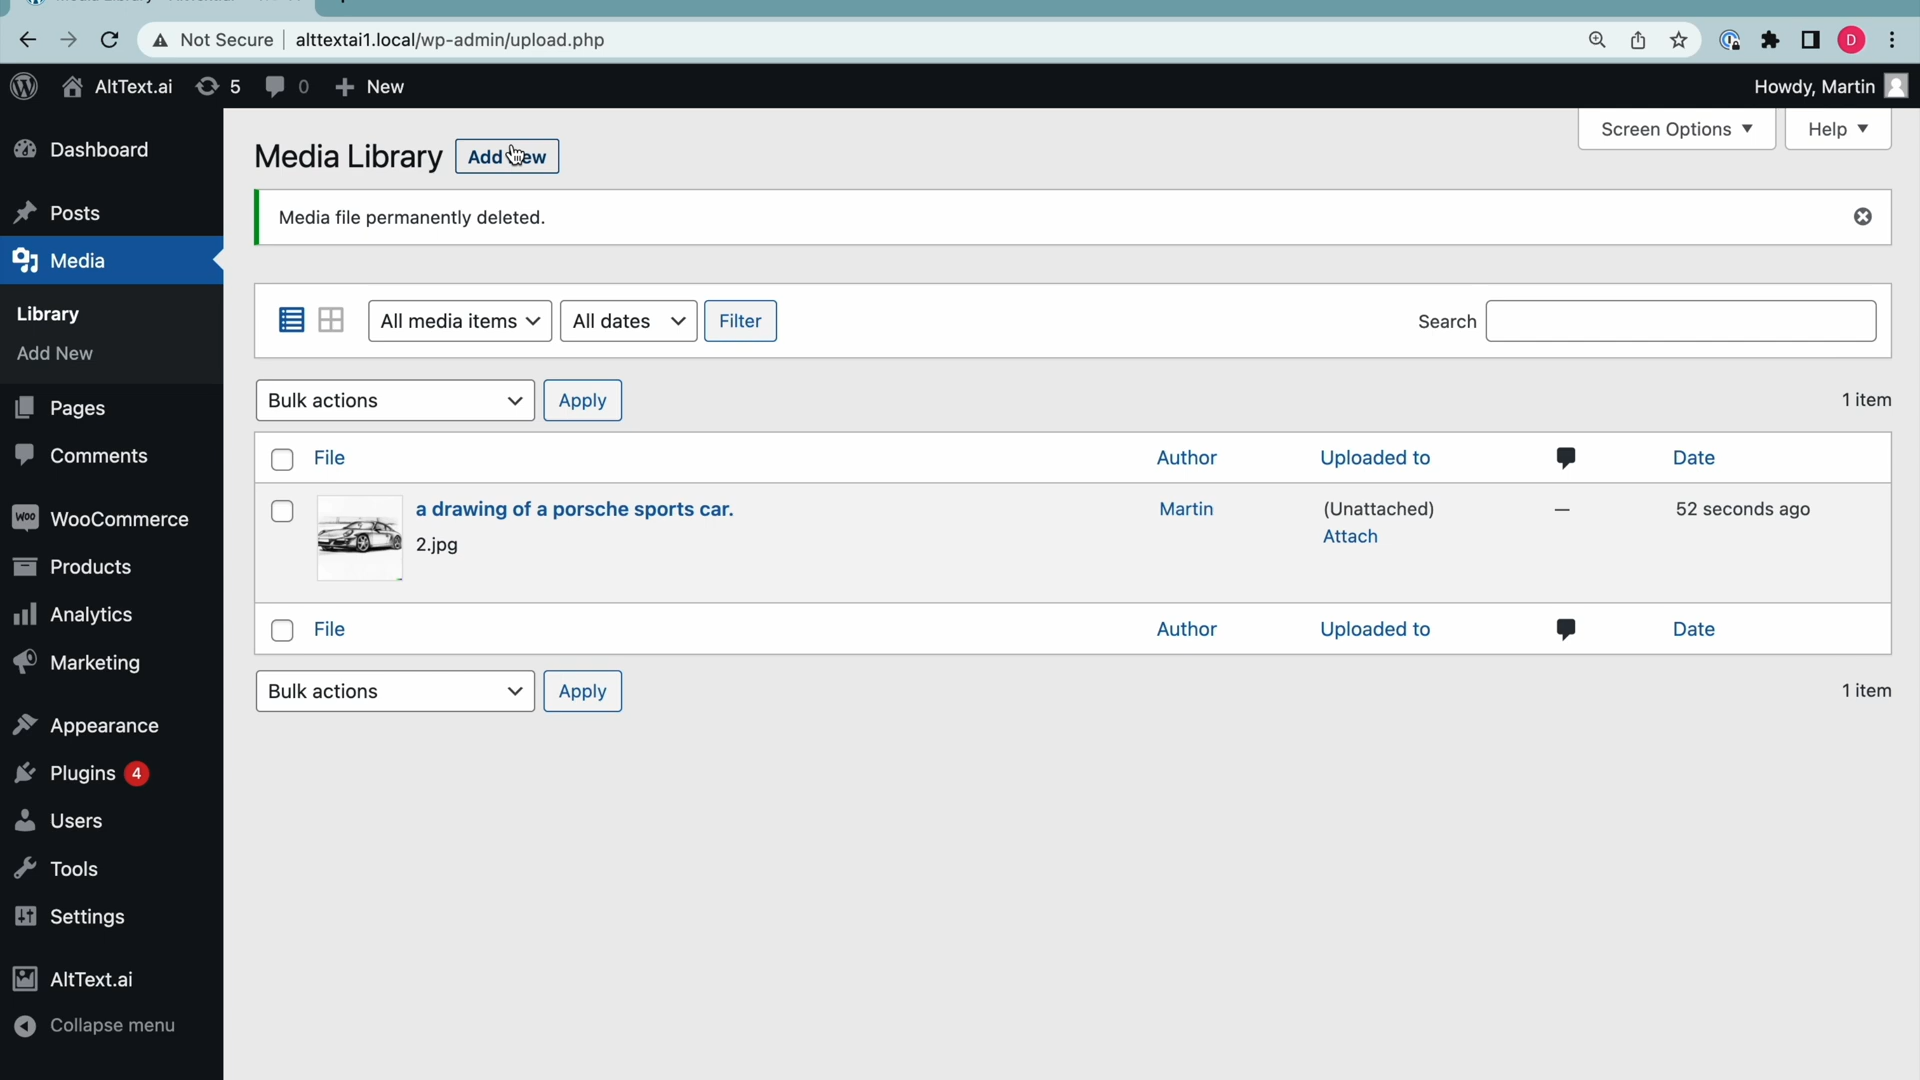 Not Secure
alttextai1.local/wp-admin/upload.php
D
AltText.ai
5
0
New
Howdy, Martin
Dashboard
Posts
Media
Library
Add New
Pages
Comments
WOO WooCommerce
Products
Analytics
Marketing
Appearance
Plugins 4
Users
Tools
Settings
AltText.ai
Collapse menu
Screen Options
Help
Media Library
Media file permanently deleted.
All media items
All dates
Filter
Search
Bulk actions
Apply
1 item
File
Author
Uploaded to
Date
a drawing of a porsche sports car.
2.jpg
Martin
(Unattached)
Attach
—
52 seconds ago
File
Author
Uploaded to
Date
Bulk actions
Apply
1 item